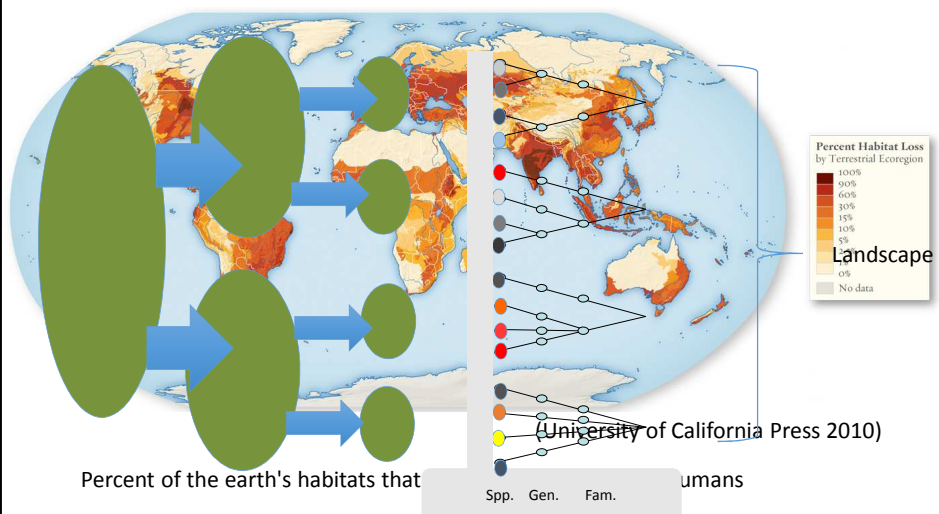 Percent Habitat Loss
by Terrestrial Ecoregion
100%
90%
60%
30%
15%
10%
5%
Landscape
0%
No data
(University of California Press 2010)
Percent of the earth's habitats that umans
Spp. Gen. Fam.